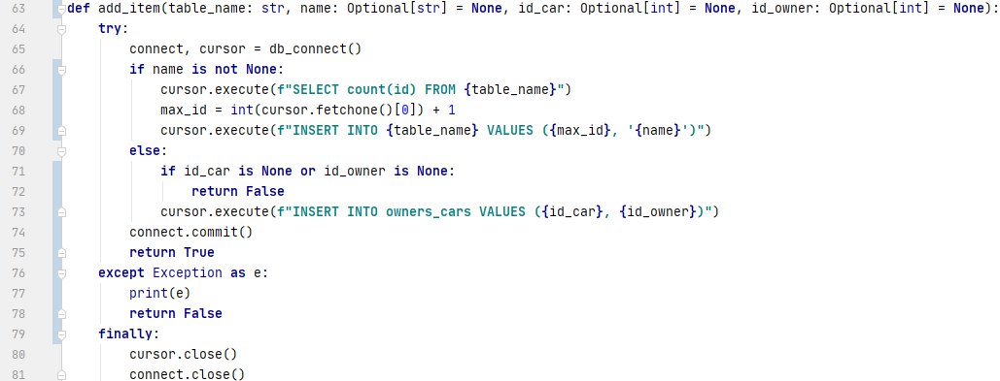 63 def add_item(table_name: str, name: Optional[str] = None, id_car: Optional[int] = None, id_owner: Optional[int] = None):
64     try:
65         connect, cursor = db_connect()
66         if name is not None:
67             cursor.execute(f"SELECT count(id) FROM {table_name}")
68             max_id = int(cursor.fetchone()[0]) + 1
69             cursor.execute(f"INSERT INTO {table_name} VALUES ({max_id}, '{name}')")
70         else:
71             if id_car is None or id_owner is None:
72                 return False
73             cursor.execute(f"INSERT INTO owners_cars VALUES ({id_car}, {id_owner})")
74         connect.commit()
75         return True
76     except Exception as e:
77         print(e)
78         return False
79     finally:
80         cursor.close()
81         connect.close()